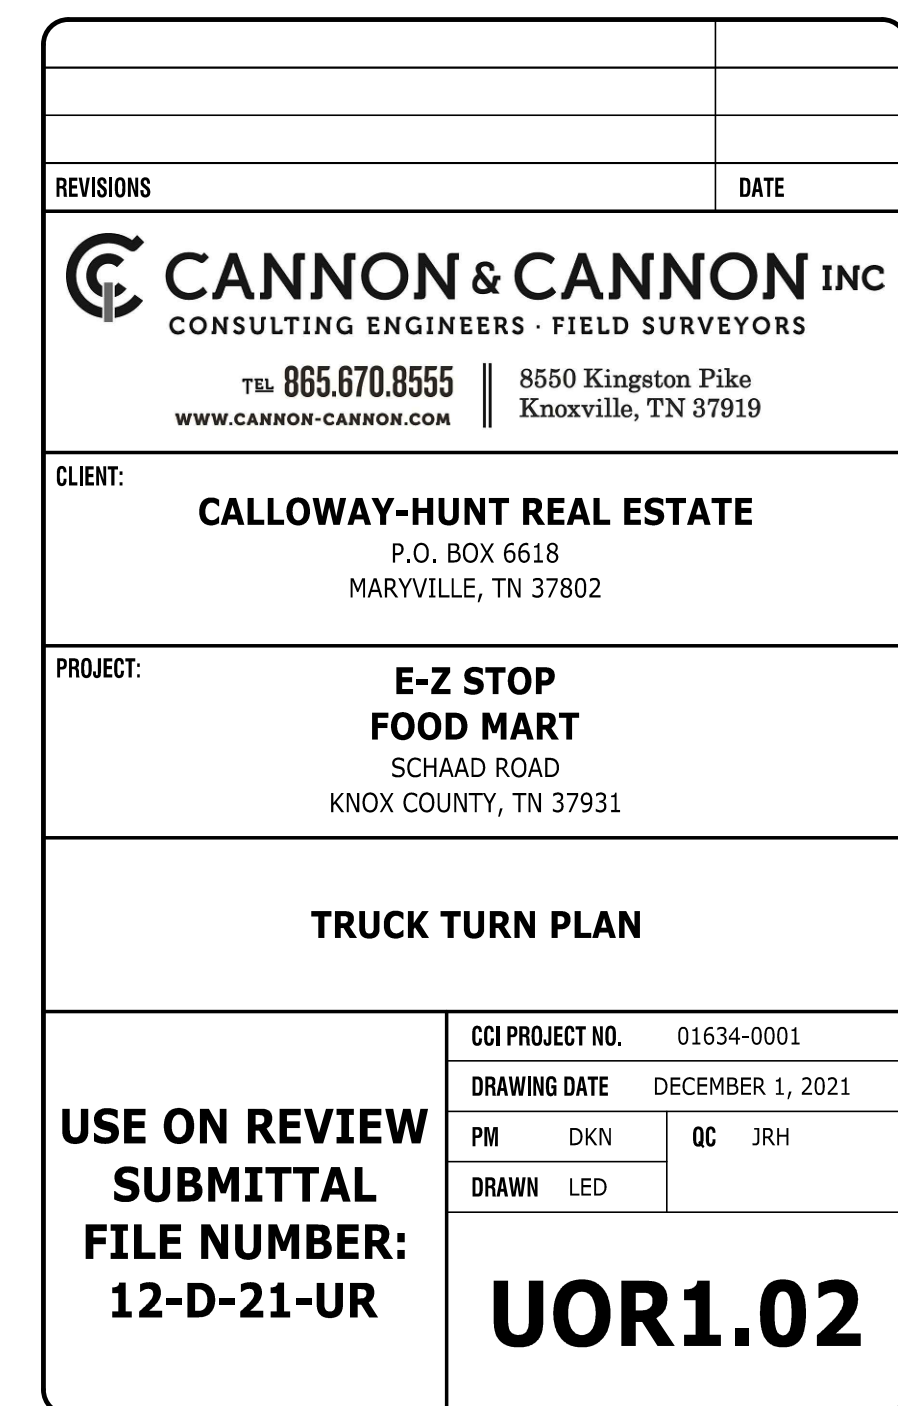 REVISIONS DATE
CANNON & CANNON INC
CONSULTING ENGINEERS · FIELD SURVEYORS
TEL 865.670.8555
WWW.CANNON-CANNON.COM
8550 Kingston Pike
Knoxville, TN 37919
CLIENT:
CALLOWAY-HUNT REAL ESTATE
P.O. BOX 6618
MARYVILLE, TN 37802
PROJECT:
E-Z STOP
FOOD MART
SCHAAD ROAD
KNOX COUNTY, TN 37931
TRUCK TURN PLAN
USE ON REVIEW
SUBMITTAL
FILE NUMBER:
12-D-21-UR
CCI PROJECT NO. 01634-0001
DRAWING DATE DECEMBER 1, 2021
PM DKN QC JRH
DRAWN LED
UOR1.02